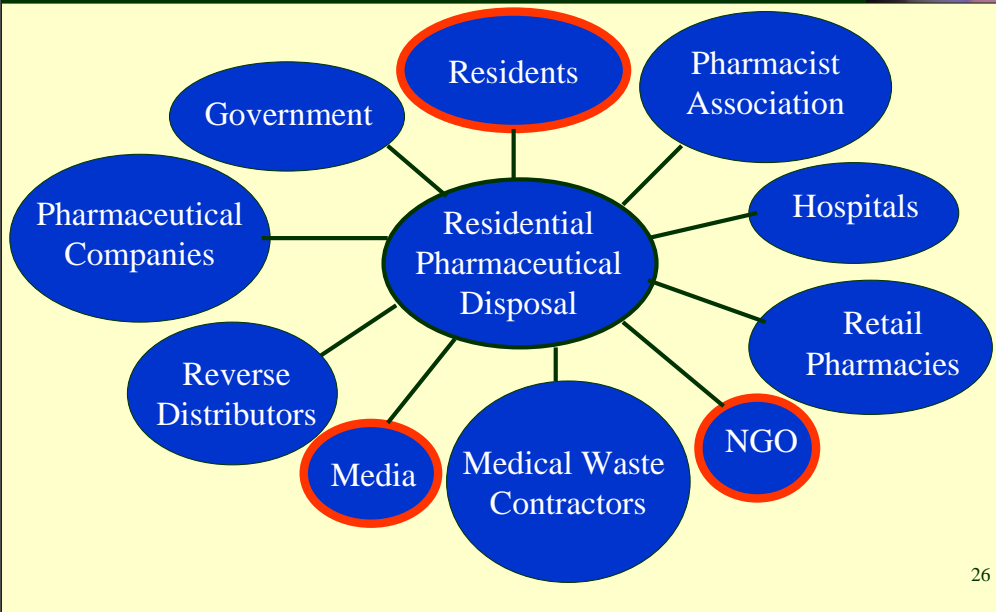 Residents
Pharmacist
Association
Government
Hospitals
Pharmaceutical
Companies
Residential
Pharmaceutical
Disposal
Retail
Pharmacies
Reverse
Distributors
Media
Medical Waste
Contractors
NGO
26